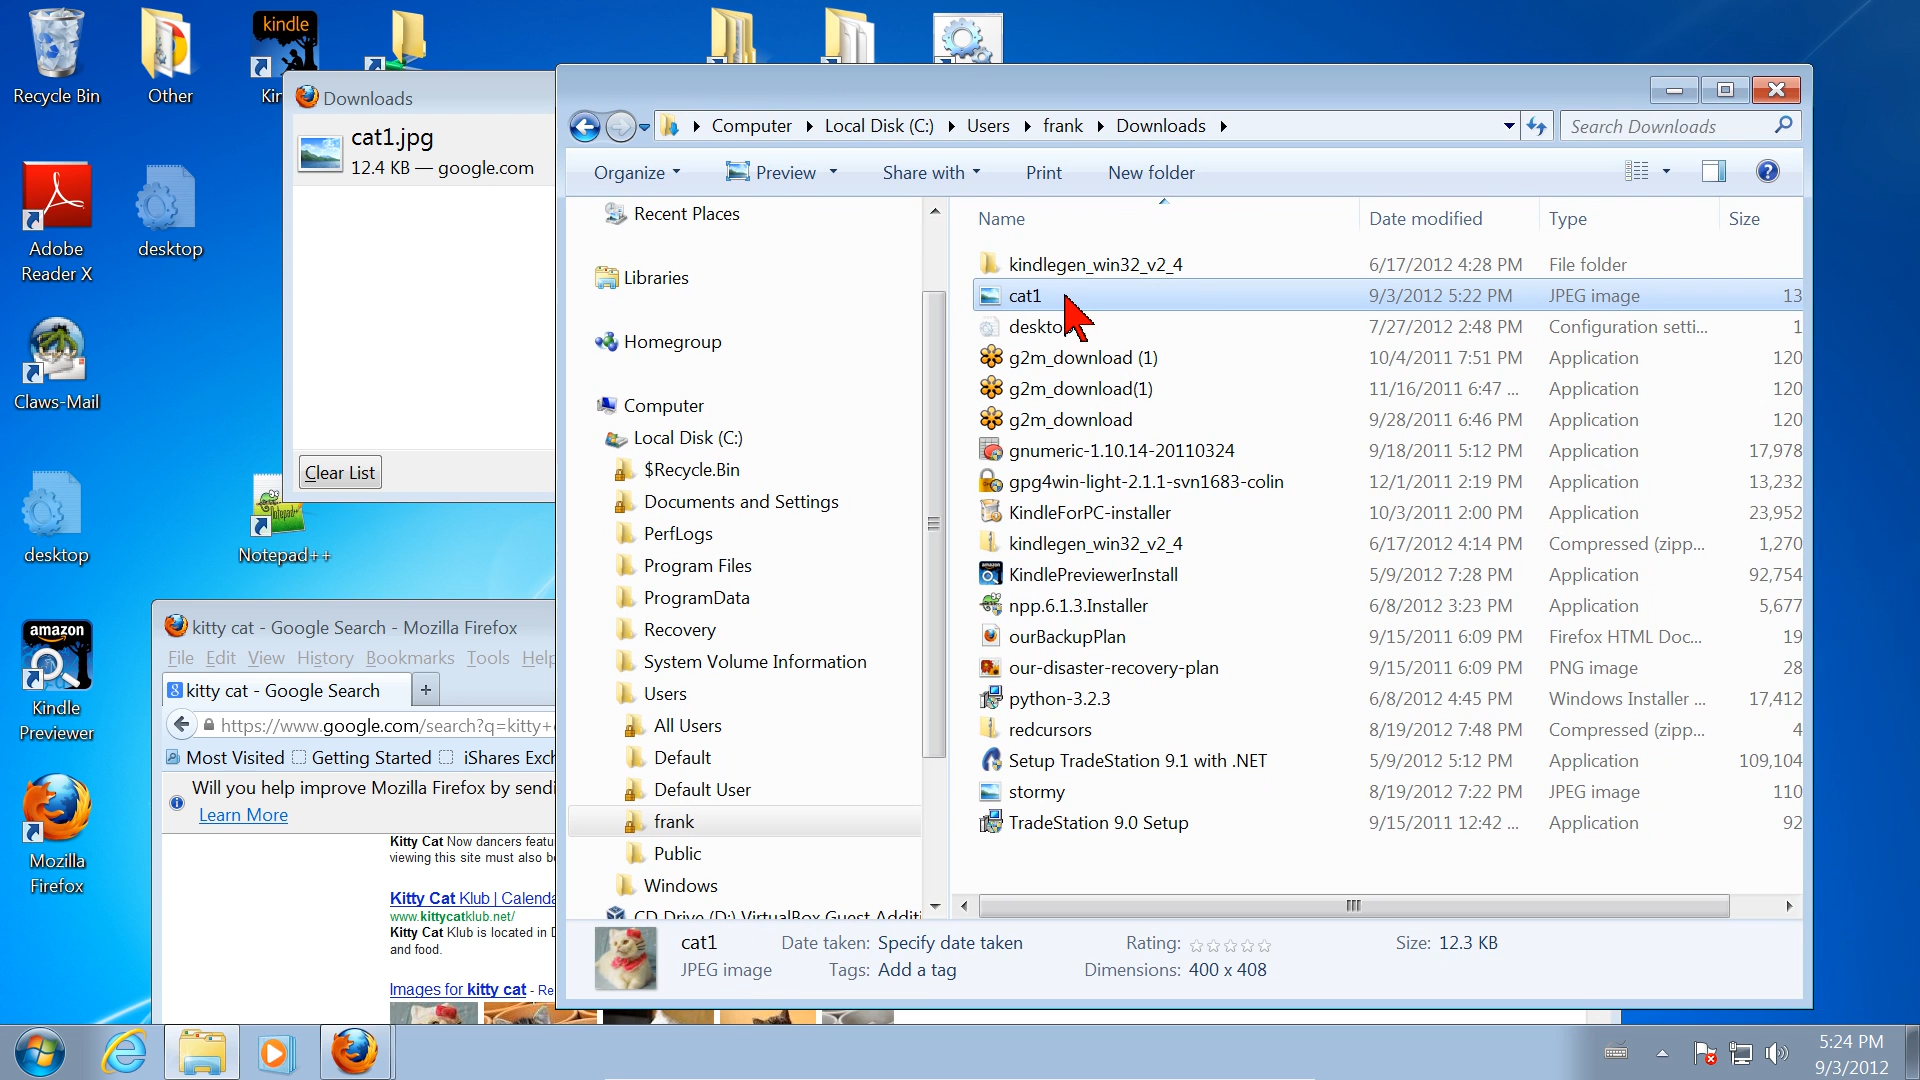 kindle
Recycle Bin
Other
Kin
Adobe
Reader X
desktop
Claws-Mail
desktop
Notepad++
amazon
Kindle
Previewer
Mozilla
Firefox
Downloads
cat1.jpg
12.4 KB — google.com
Clear List
kitty cat - Google Search - Mozilla Firefox
File Edit View History Bookmarks Tools Help
kitty cat - Google Search
+
https://www.google.com/search?q=kitty+
Most Visited Getting Started iShares Exch
Will you help improve Mozilla Firefox by sendi
Learn More
Kitty Cat Now dancers featu
viewing this site must also be
Kitty Cat Klub | Calenda
www.kittycatklub.net/
Kitty Cat Klub is located in D
and food.
Images for kitty cat - Re
Computer Local Disk (C:) Users frank Downloads
Search Downloads
Organize Preview Share with Print New folder
Recent Places
Libraries
Homegroup
Computer
Local Disk (C:)
$Recycle.Bin
Documents and Settings
PerfLogs
Program Files
ProgramData
Recovery
System Volume Information
Users
All Users
Default
Default User
frank
Public
Windows
CD Drive (D:) VirtualBox Guest Additi
Name Date modified Type Size
kindlegen_win32_v2_4 6/17/2012 4:28 PM File folder
cat1 9/3/2012 5:22 PM JPEG image 13
deskto 7/27/2012 2:48 PM Configuration setti... 1
g2m_download (1) 10/4/2011 7:51 PM Application 120
g2m_download(1) 11/16/2011 6:47 ... Application 120
g2m_download 9/28/2011 6:46 PM Application 120
gnumeric-1.10.14-20110324 9/18/2011 5:12 PM Application 17,978
gpg4win-light-2.1.1-svn1683-colin 12/1/2011 2:19 PM Application 13,232
KindleForPC-installer 10/3/2011 2:00 PM Application 23,952
kindlegen_win32_v2_4 6/17/2012 4:14 PM Compressed (zipp... 1,270
KindlePreviewerInstall 5/9/2012 7:28 PM Application 92,754
npp.6.1.3.Installer 6/8/2012 3:23 PM Application 5,677
ourBackupPlan 9/15/2011 6:09 PM Firefox HTML Doc... 19
our-disaster-recovery-plan 9/15/2011 6:09 PM PNG image 28
python-3.2.3 6/8/2012 4:45 PM Windows Installer ... 17,412
redcursors 8/19/2012 7:48 PM Compressed (zipp... 4
Setup TradeStation 9.1 with .NET 5/9/2012 5:12 PM Application 109,104
stormy 8/19/2012 7:22 PM JPEG image 110
TradeStation 9.0 Setup 9/15/2011 12:42 ... Application 92
cat1 Date taken: Specify date taken Rating: Size: 12.3 KB
JPEG image Tags: Add a tag Dimensions: 400 x 408
5:24 PM
9/3/2012